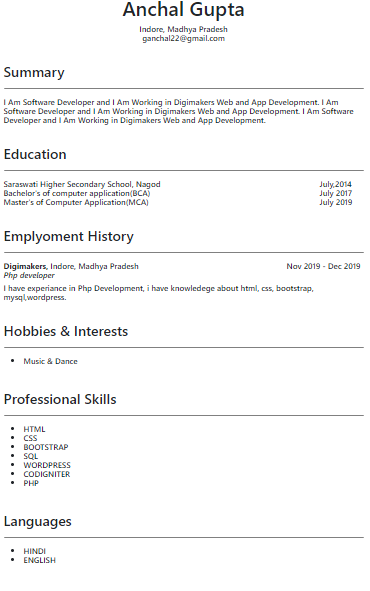 Anchal Gupta
Indore, Madhya Pradesh
ganchal22@gmail.com
Summary
I Am Software Developer and I Am Working in Digimakers Web and App Development. I Am
Software Developer and I Am Working in Digimakers Web and App Development. I Am Software
Developer and I Am Working in Digimakers Web and App Development.
Education
Saraswati Higher Secondary School, Nagod July,2014
Bachelor's of computer application(BCA) July 2017
Master's of Computer Application(MCA) July 2019
Emplyoment History
Digimakers, Indore, Madhya Pradesh Nov 2019 - Dec 2019
Php developer
I have experiance in Php Development, i have knowledege about html, css, bootstrap,
mysql,wordpress.
Hobbies & Interests
• Music & Dance
Professional Skills
• HTML
• CSS
• BOOTSTRAP
• SQL
• WORDPRESS
• CODIGNITER
• PHP
Languages
• HINDI
• ENGLISH